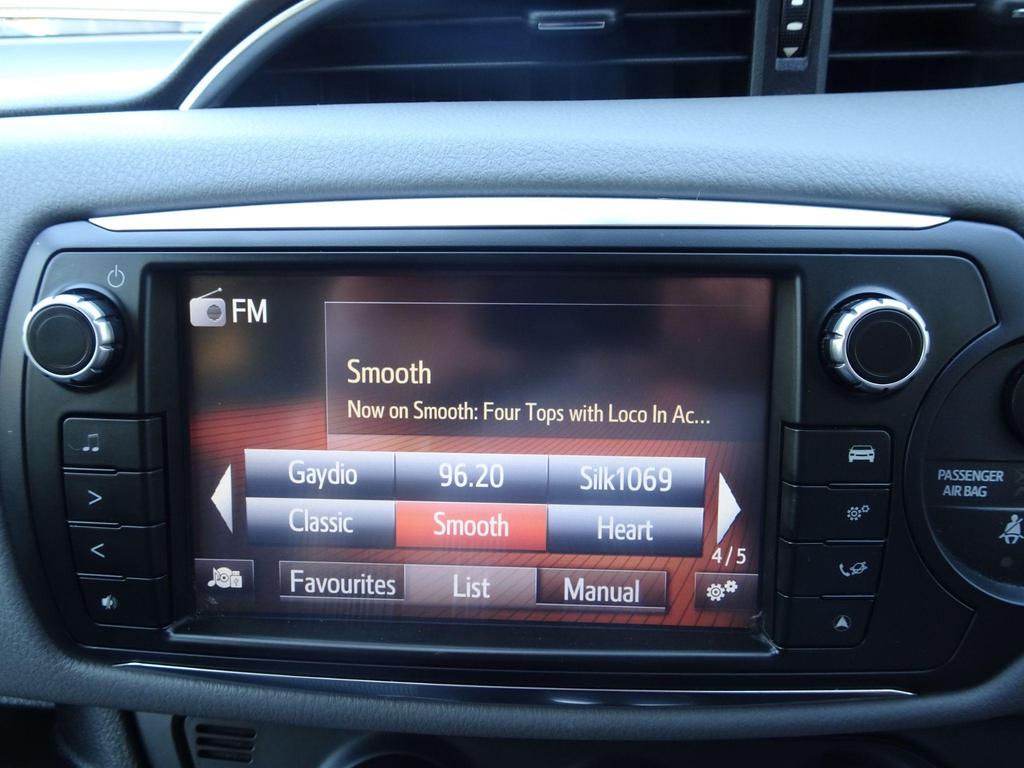 FM
Smooth
Now on Smooth: Four Tops with Loco In Ac...
Gaydio 96.20 Silk1069
Classic Smooth Heart
4/5
Favourites List Manual
PASSENGER
AIR BAG